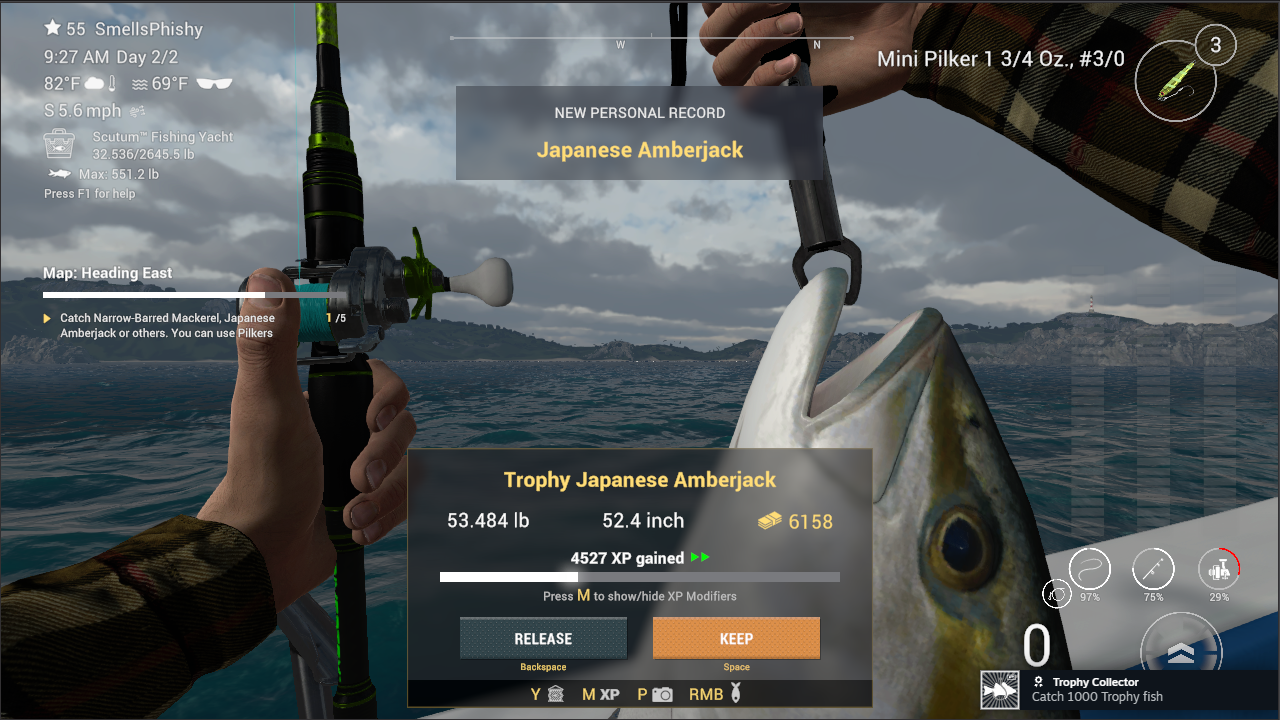 55 SmellsPhishy
9:27 AM Day 2/2
82°F 69°F
S 5.6 mph
Scutum™ Fishing Yacht
32.536/2645.5 lb
Max: 551.2 lb
Press F1 for help
W N
Mini Pilker 1 3/4 Oz., #3/0
3
NEW PERSONAL RECORD
Japanese Amberjack
Map: Heading East
Catch Narrow-Barred Mackerel, Japanese 1 /5
Amberjack or others. You can use Pilkers
Trophy Japanese Amberjack
53.484 lb 52.4 inch 6158
4527 XP gained
Press M to show/hide XP Modifiers
RELEASE KEEP
Backspace Space
Y M XP P RMB
97% 75% 29%
0
Trophy Collector
Catch 1000 Trophy fish